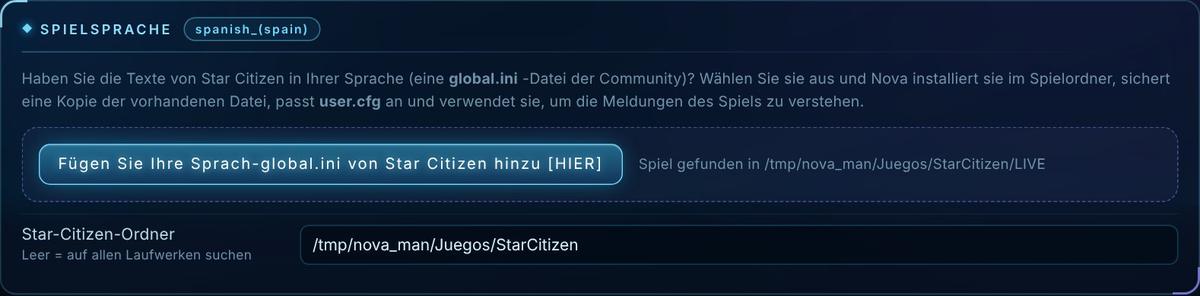 SPIELSPRACHE spanish_(spain)
Haben Sie die Texte von Star Citizen in Ihrer Sprache (eine global.ini -Datei der Community)? Wählen Sie sie aus und Nova installiert sie im Spielordner, sichert
eine Kopie der vorhandenen Datei, passt user.cfg an und verwendet sie, um die Meldungen des Spiels zu verstehen.
Fügen Sie Ihre Sprach-global.ini von Star Citizen hinzu [HIER] Spiel gefunden in /tmp/nova_man/Juegos/StarCitizen/LIVE
Star-Citizen-Ordner
/tmp/nova_man/Juegos/StarCitizen
Leer = auf allen Laufwerken suchen